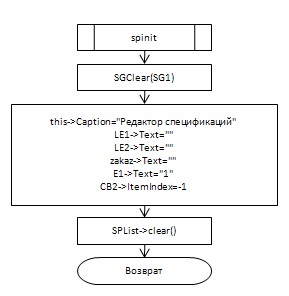 spinit
SGClear(SG1)
this->Caption="Редактор спецификаций"
LE1->Text=""
LE2->Text=""
zakaz->Text=""
E1->Text="1"
CB2->ItemIndex=-1
SPList->clear()
Возврат